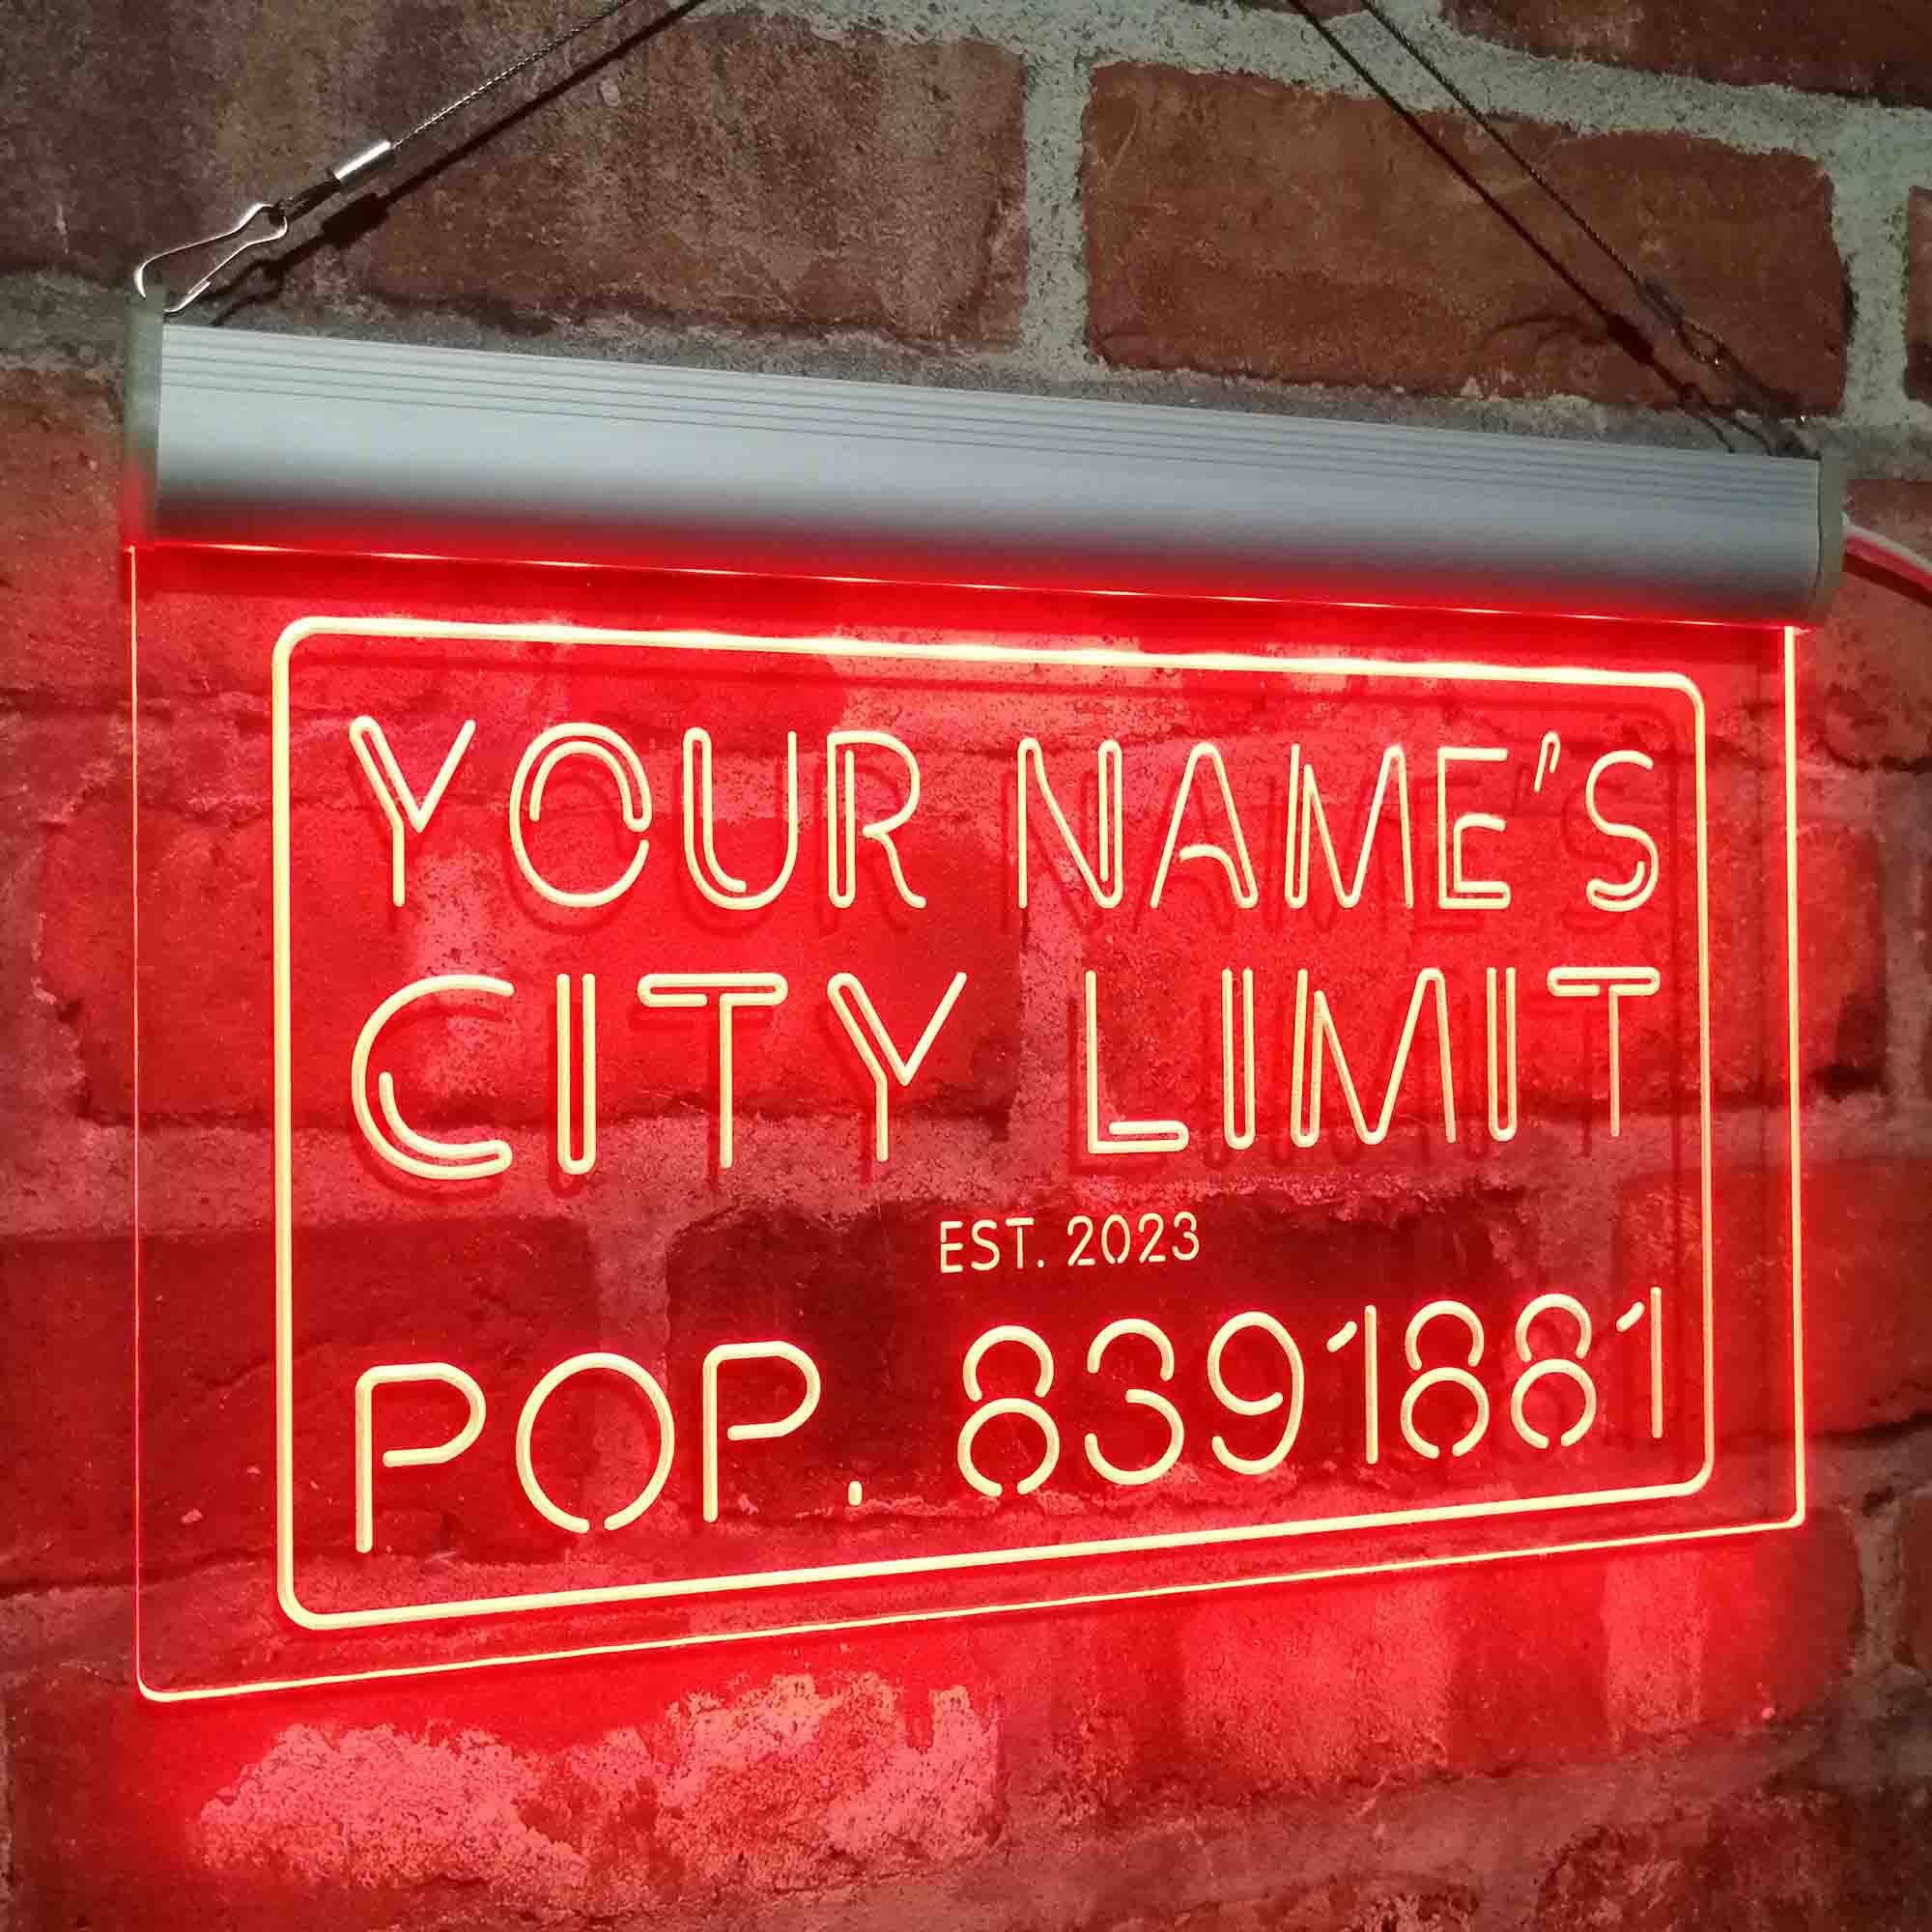 YOUR NAME'S
CITY LIMIT
EST. 2023
POP. 8391881